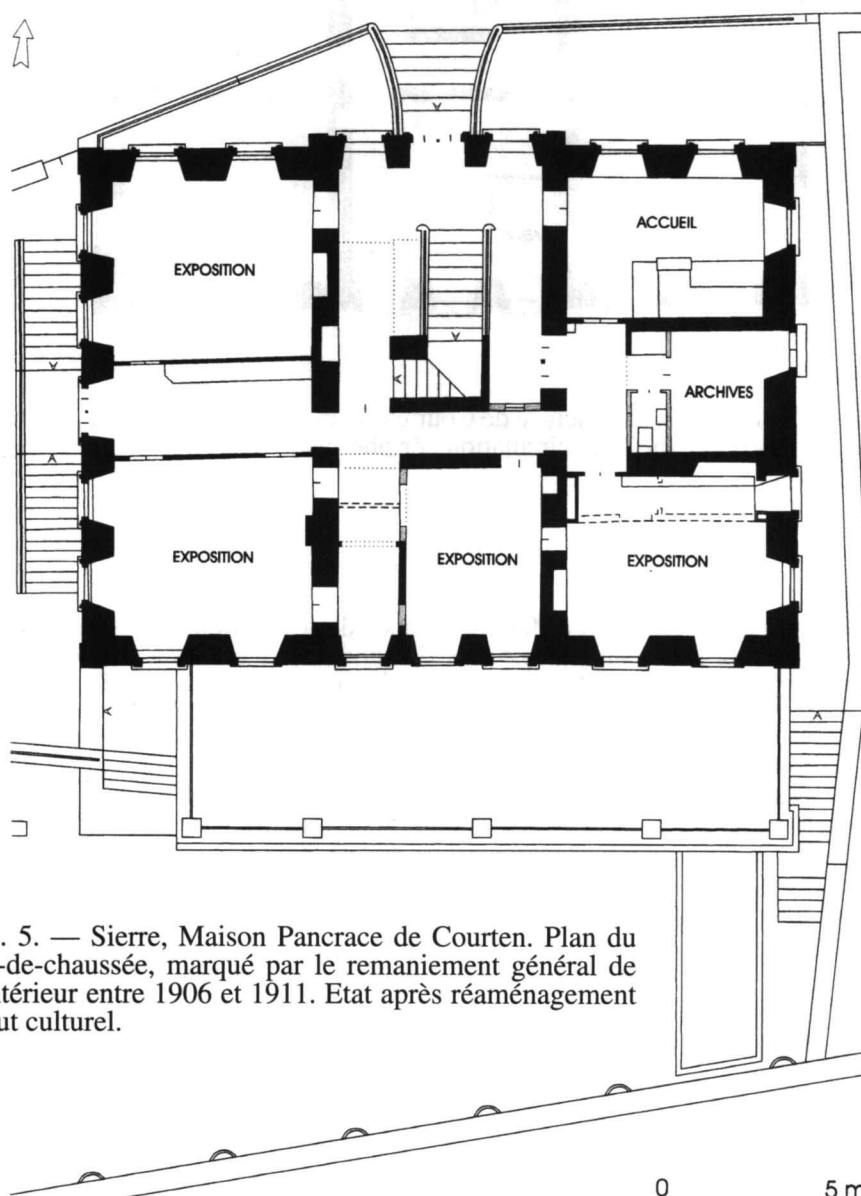 ACCUEIL
EXPOSITION
ARCHIVES
EXPOSITION
EXPOSITION
EXPOSITION
. 5. — Sierre, Maison Pancrace de Courten. Plan du
-de-chaussée, marqué par le remaniement général de
térieur entre 1906 et 1911. Etat après réaménagement
ut culturel.
0 5 m